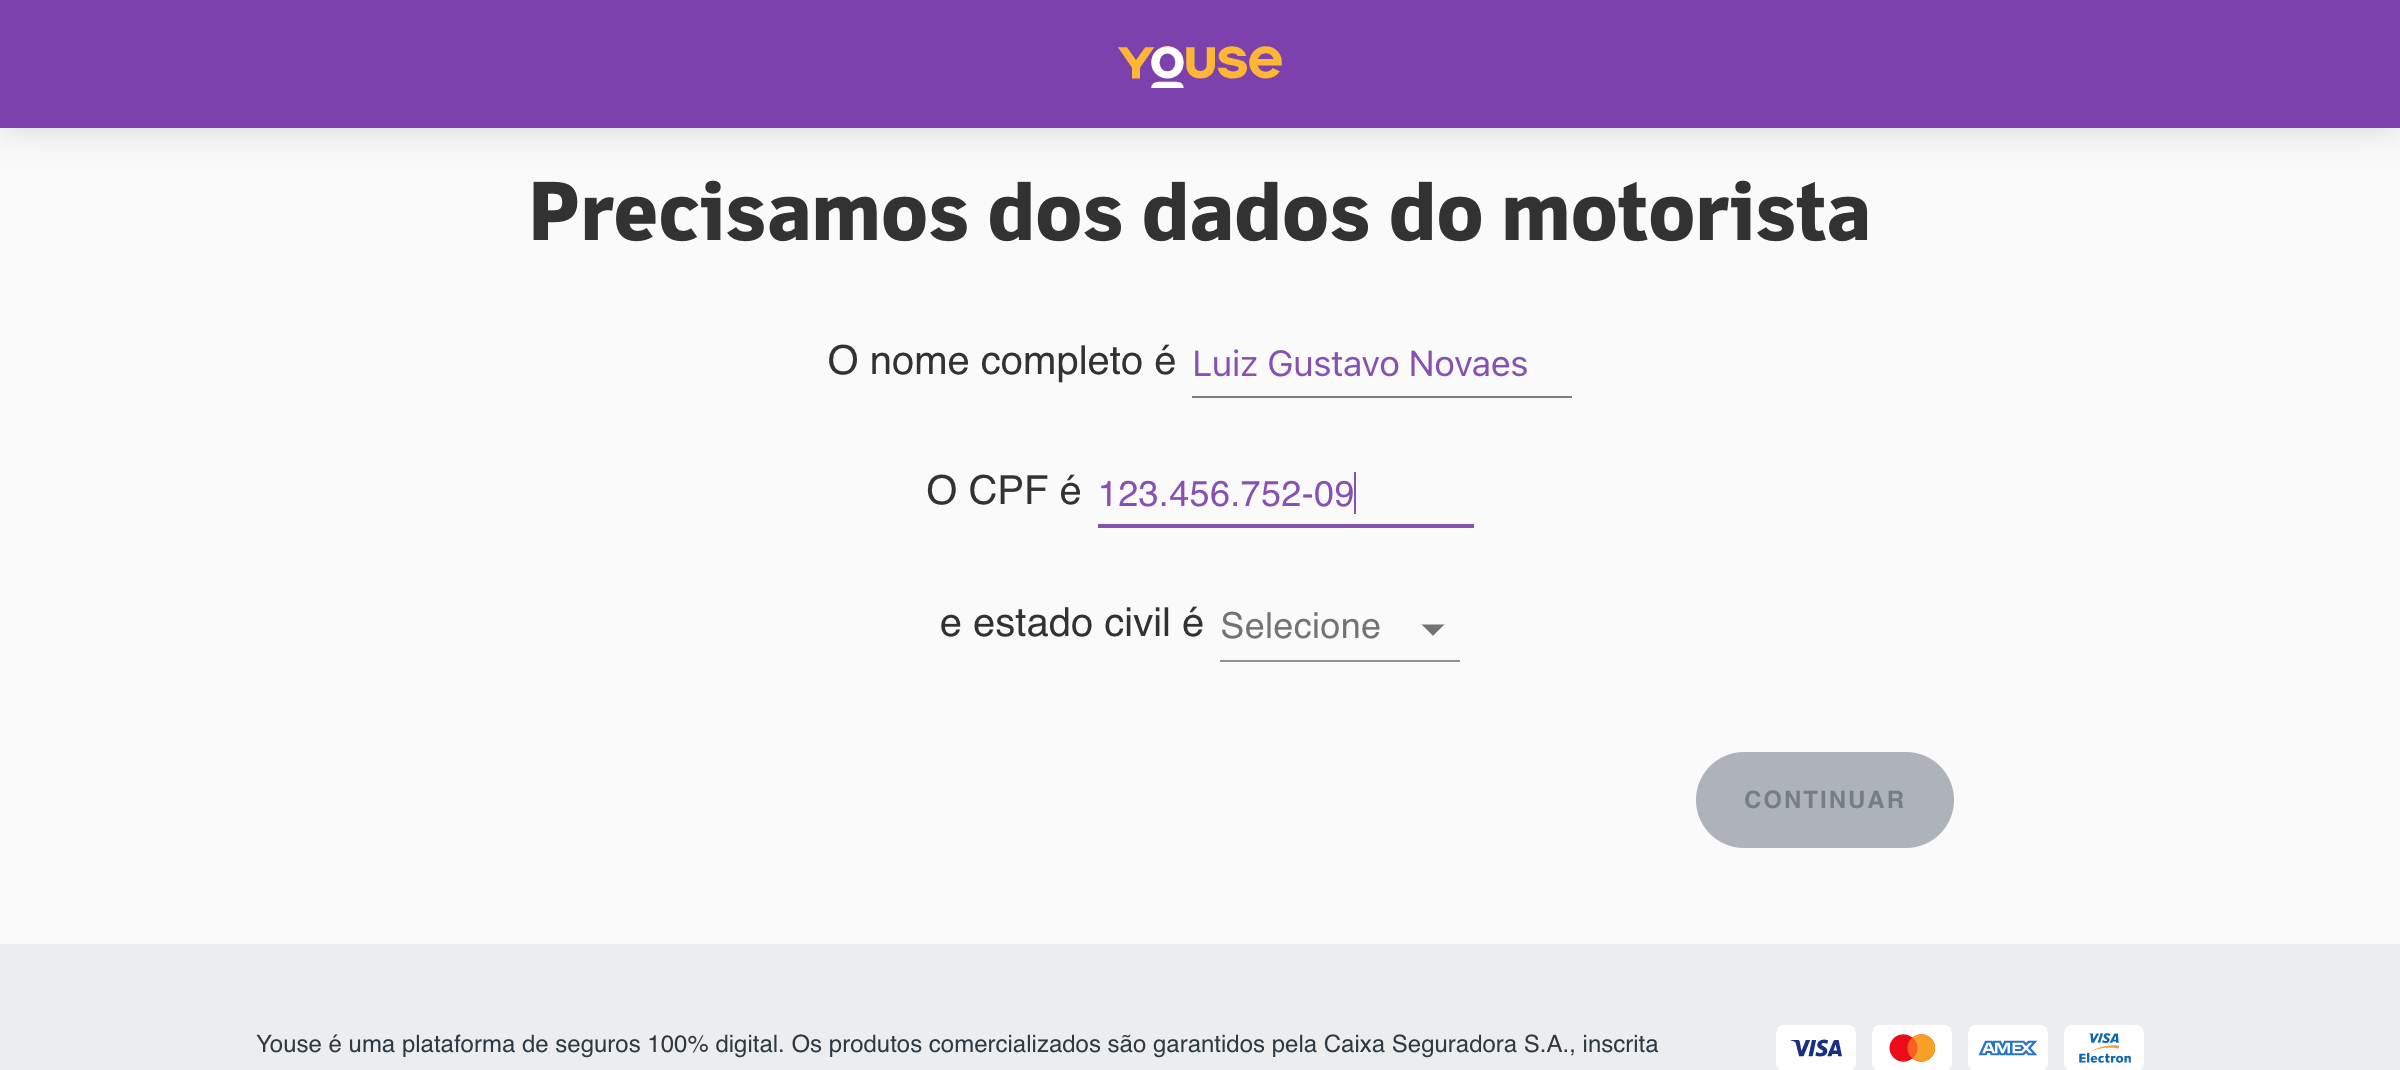 Youse
Precisamos dos dados do motorista
O nome completo é Luiz Gustavo Novaes
O CPF é 123.456.752-09
e estado civil é Selecione
CONTINUAR
Youse é uma plataforma de seguros 100% digital. Os produtos comercializados são garantidos pela Caixa Seguradora S.A., inscrita
VISA
AMEX
VISA
Electron